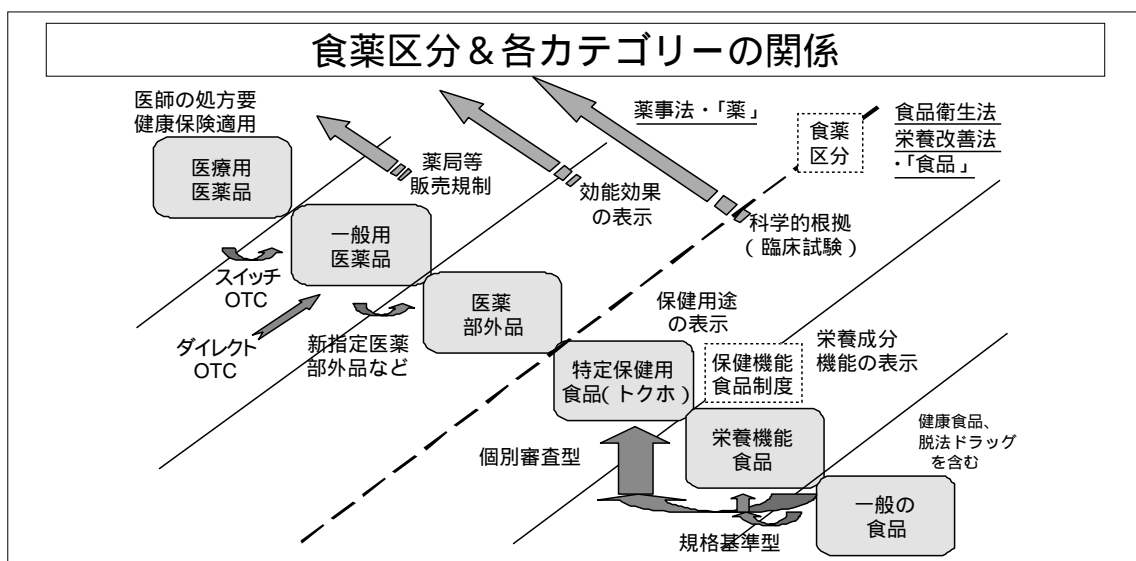 食薬区分&各カテゴリーの関係
医師の処方要
健康保険適用
医療用
医薬品
薬局等
販売規制
薬事法・「薬」
食薬
区分
食品衛生法
栄養改善法
・「食品」
一般用
医薬品
効能効果
の表示
科学的根拠
(臨床試験)
スイッチ
OTC
医薬
部外品
ダイレクト
OTC
新指定医薬
部外品など
保健用途
の表示
特定保健用
食品(トクホ)
保健機能
食品制度
栄養成分
機能の表示
個別審査型
栄養機能
食品
健康食品、
脱法ドラッグ
を含む
一般の
食品
規格基準型